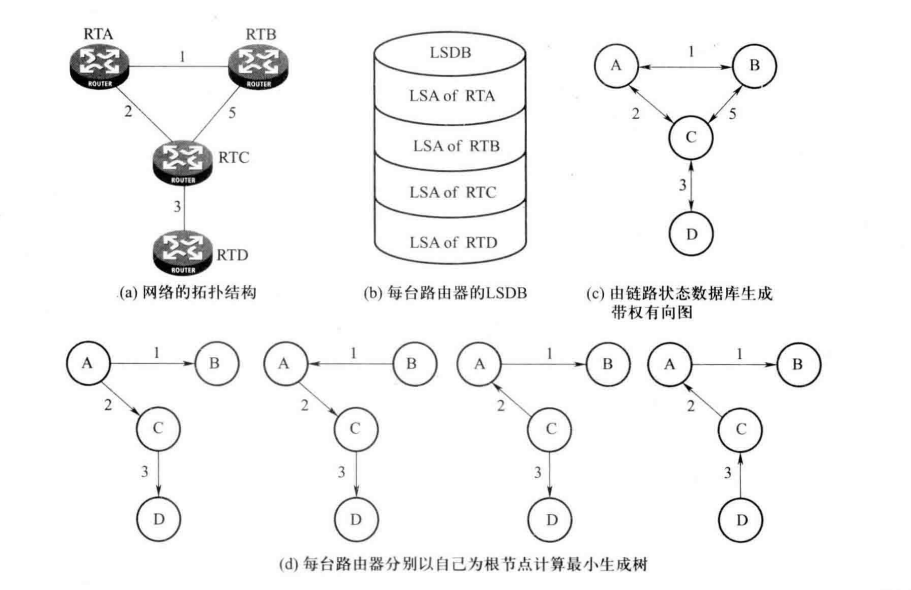 RTA
RTB
1
ROUTER
ROUTER
2
5
RTC
ROUTER
3
RTD
ROUTER
(a) 网络的拓扑结构
LSDB
LSA of RTA
LSA of RTB
LSA of RTC
LSA of RTD
(b) 每台路由器的LSDB
A
1
B
2
5
C
3
D
(c) 由链路状态数据库生成
带权有向图
A
1
B
2
C
3
D
A
1
B
2
C
3
D
A
1
B
2
C
3
D
A
1
B
2
C
3
D
(d) 每台路由器分别以自己为根节点计算最小生成树